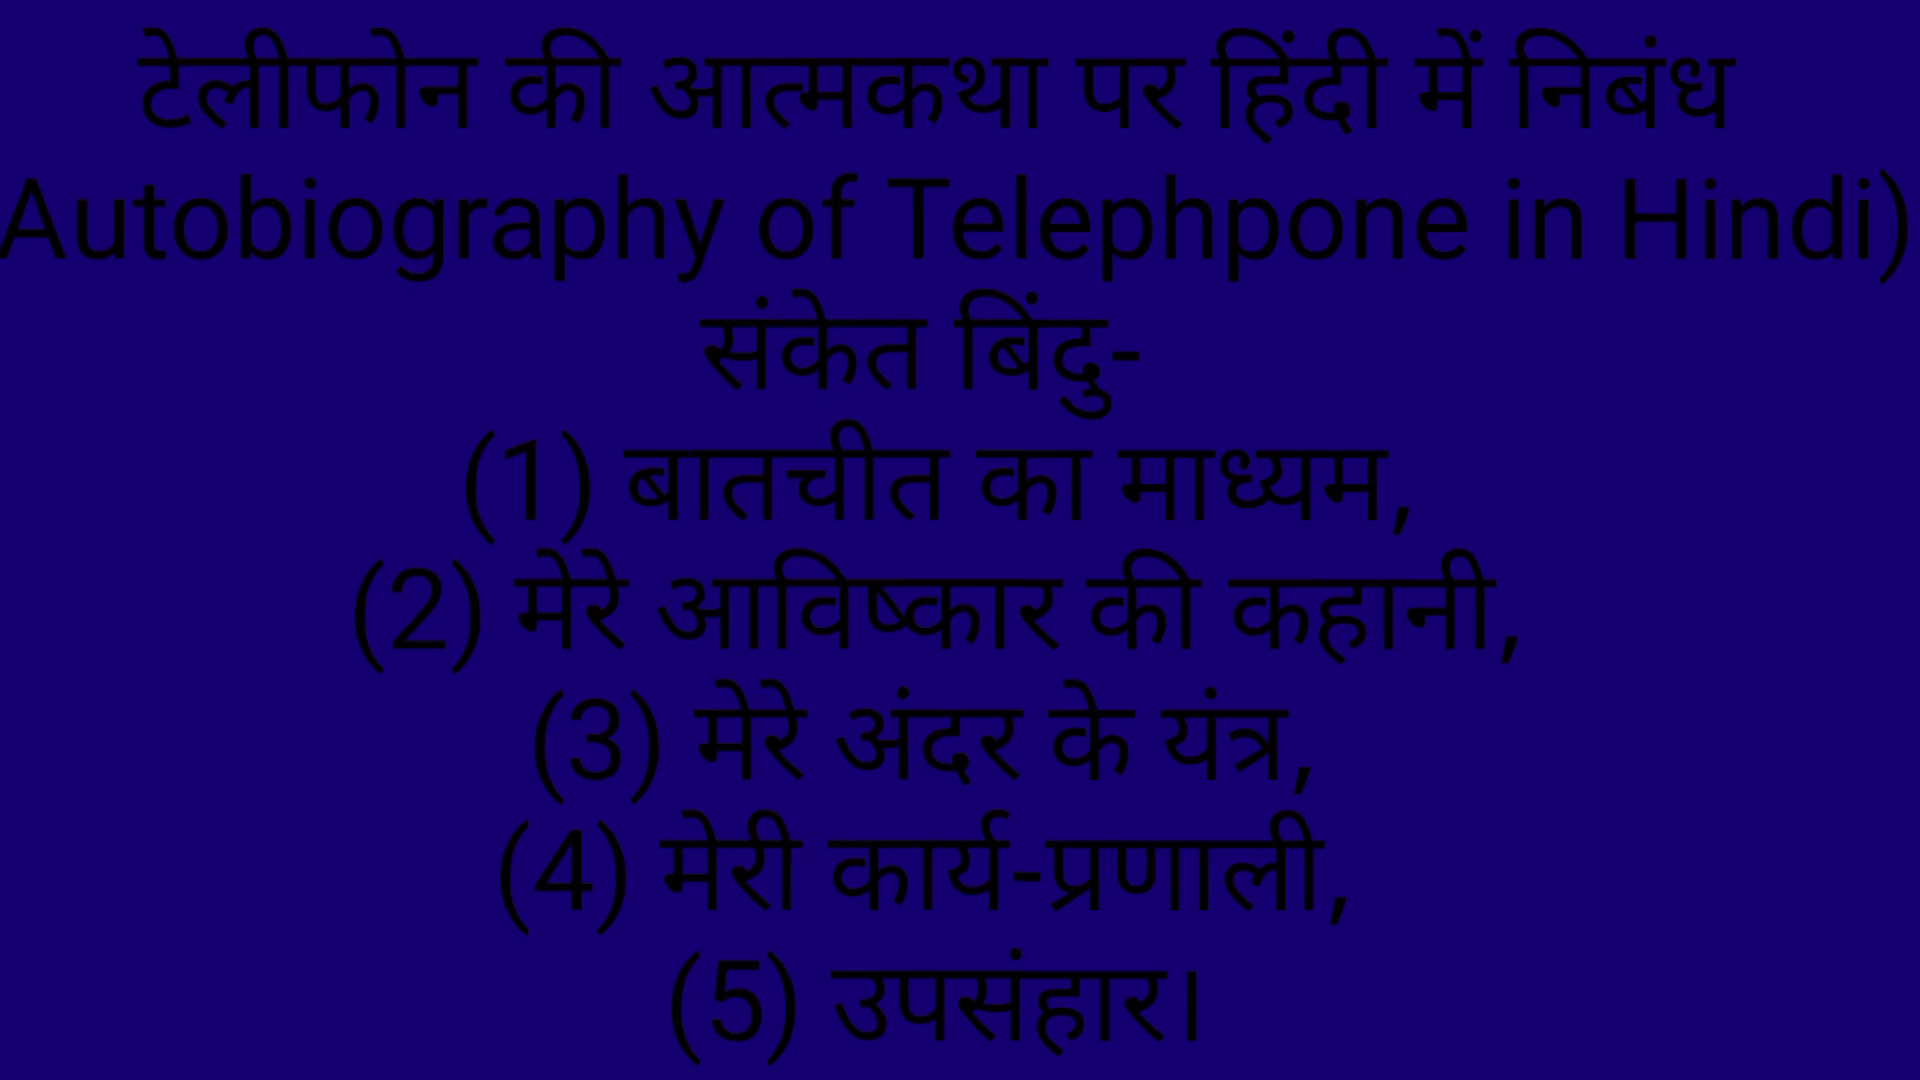 टेलीफोन की आत्मकथा पर हिंदी में निबंध
Autobiography of Telephpone in Hindi)
संकेत बिंदु-
(1) बातचीत का माध्यम,
(2) मेरे आविष्कार की कहानी,
(3) मेरे अंदर के यंत्र,
(4) मेरी कार्य-प्रणाली,
(5) उपसंहार।